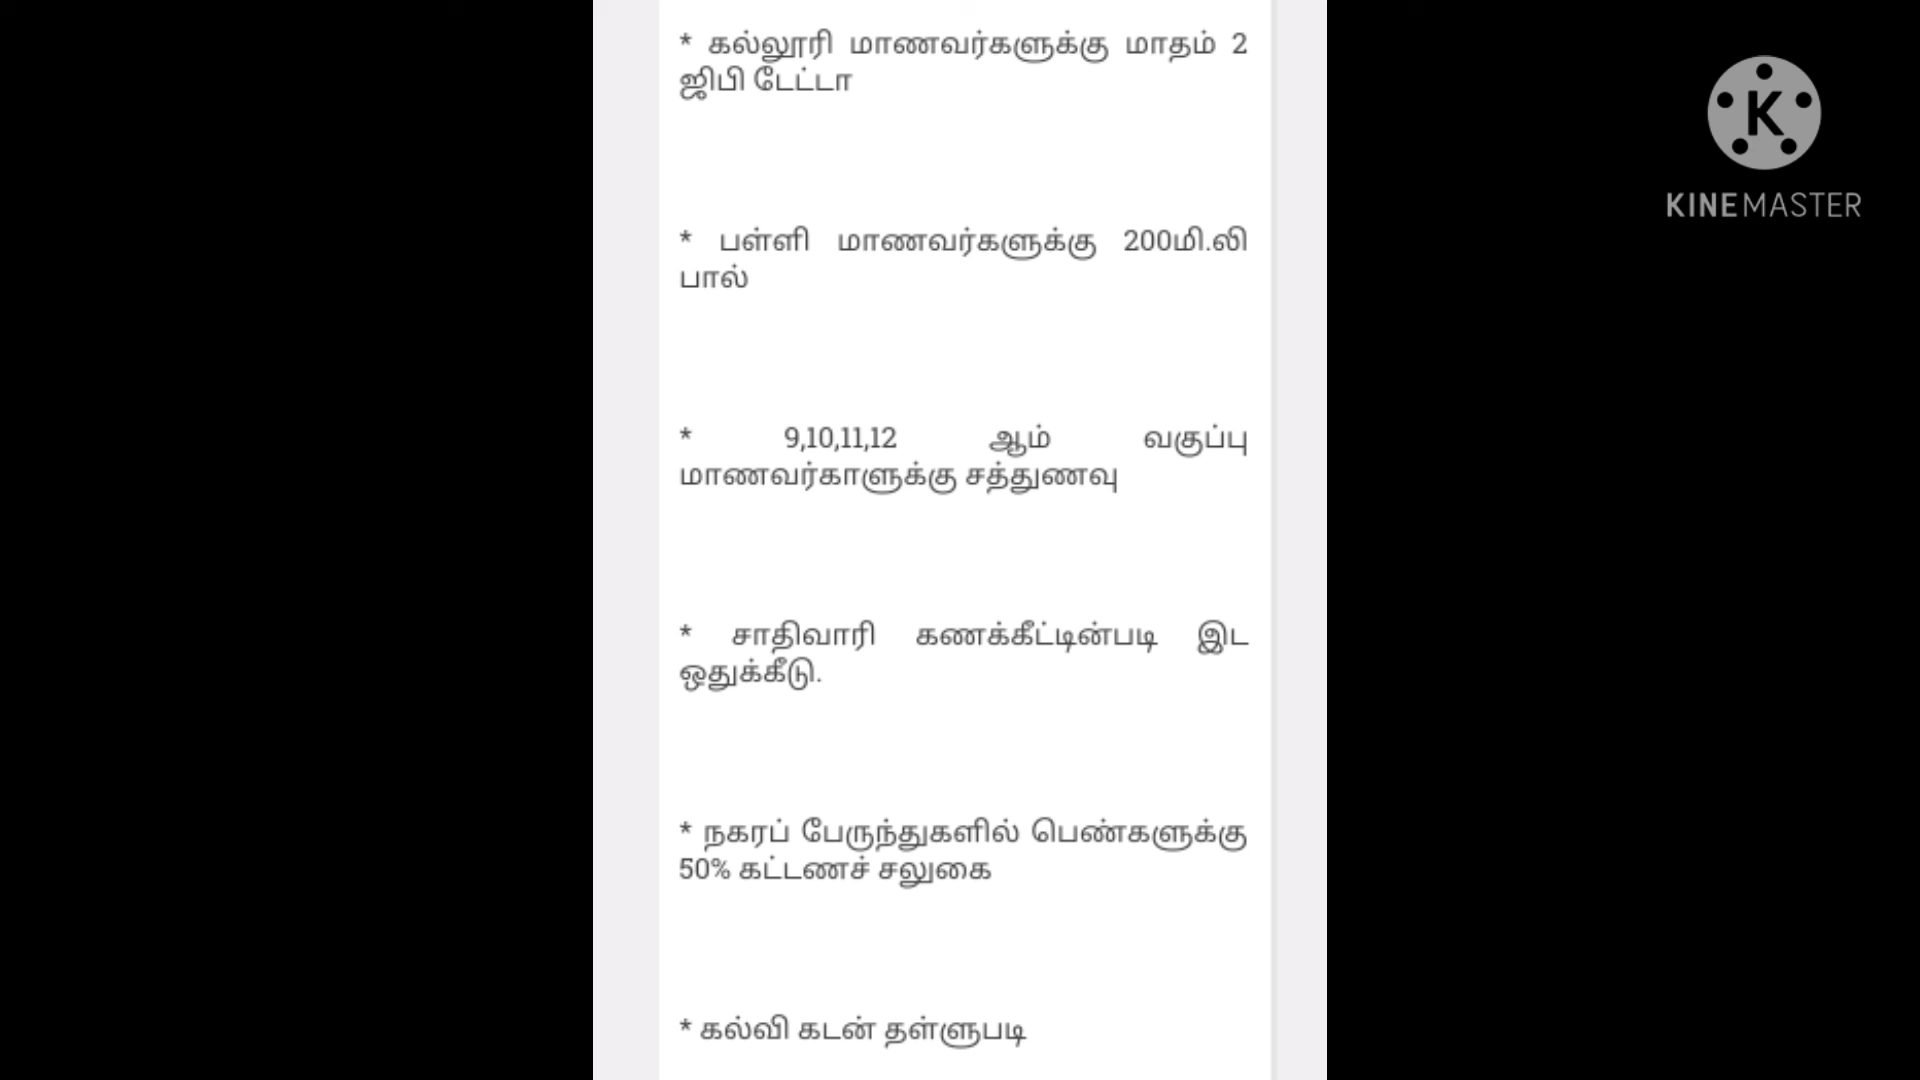 * கல்லூரி மாணவர்களுக்கு மாதம் 2
ஜிபி டேட்டா
* பள்ளி மாணவர்களுக்கு 200மி.லி
பால்
* 9,10,11,12 ஆம் வகுப்பு
மாணவர்காளுக்கு சத்துணவு
* சாதிவாரி கணக்கீட்டின்படி இட
ஒதுக்கீடு.
* நகரப் பேருந்துகளில் பெண்களுக்கு
50% கட்டணச் சலுகை
* கல்வி கடன் தள்ளுபடி
K
KINEMASTER